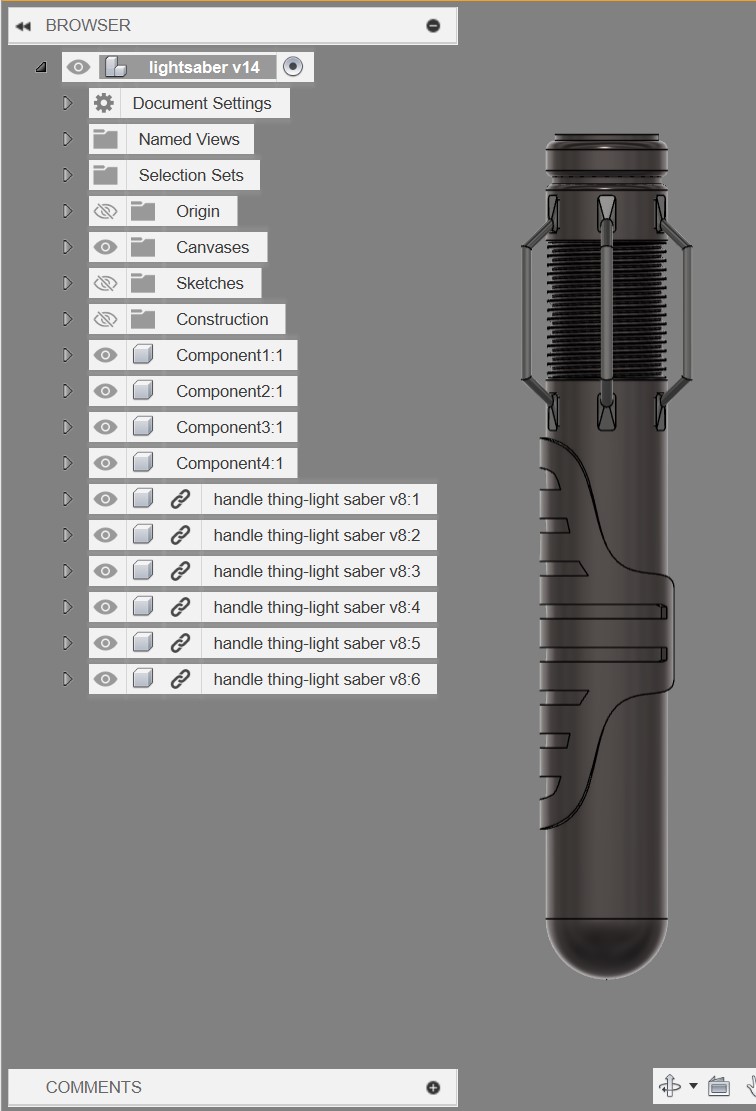 BROWSER
lightsaber v14
Document Settings
Named Views
Selection Sets
Origin
Canvases
Sketches
Construction
Component1:1
Component2:1
Component3:1
Component4:1
handle thing-light saber v8:1
handle thing-light saber v8:2
handle thing-light saber v8:3
handle thing-light saber v8:4
handle thing-light saber v8:5
handle thing-light saber v8:6
COMMENTS